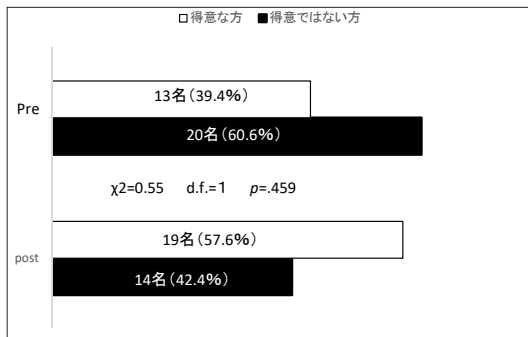 □得意な方 ■得意ではない方
Pre
13名（39.4%）
20名（60.6%）
χ2=0.55 d.f.=1 p=.459
post
19名（57.6%）
14名（42.4%）